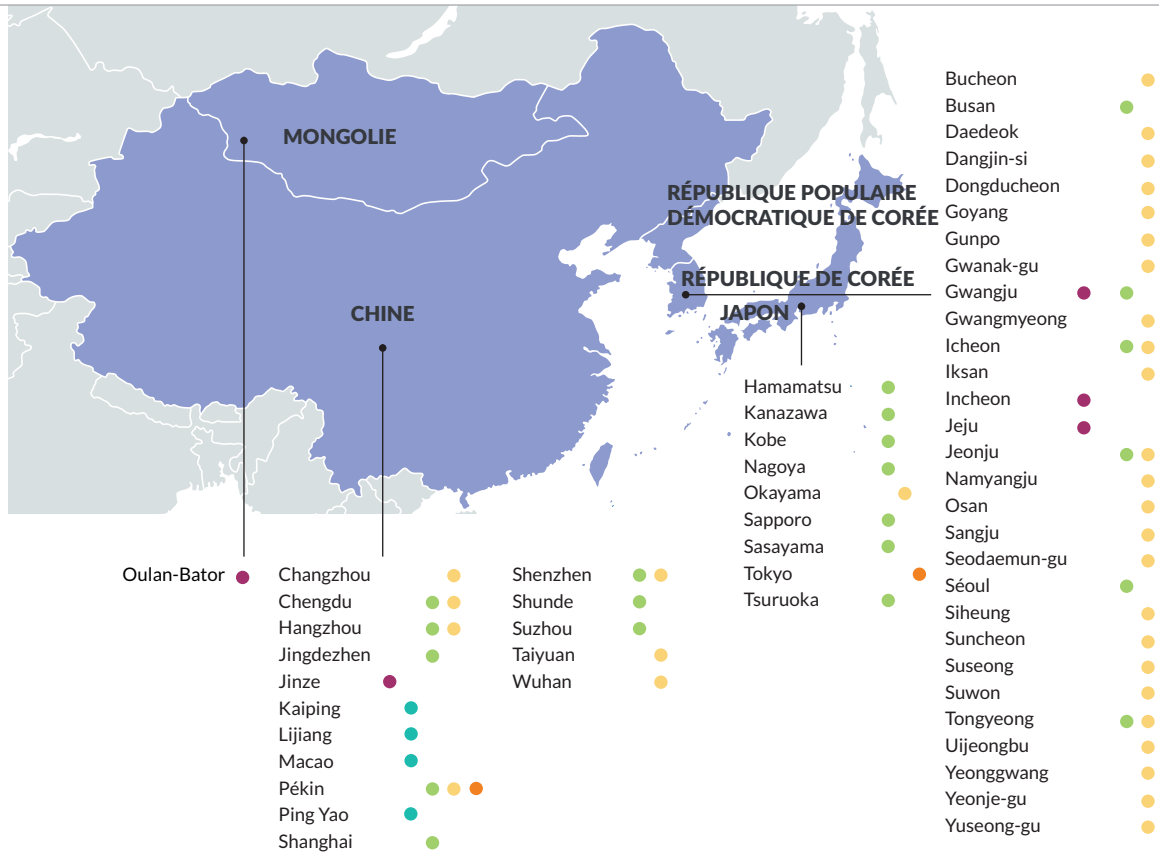 MONGOLIE
RÉPUBLIQUE POPULAIRE
DÉMOCRATIQUE DE CORÉE
RÉPUBLIQUE DE CORÉE
JAPON
CHINE
Oulan-Bator
Changzhou
Chengdu
Hangzhou
Jingdezhen
Jinze
Kaiping
Lijiang
Macao
Pékin
Ping Yao
Shanghai
Shenzhen
Shunde
Suzhou
Taiyuan
Wuhan
Hamamatsu
Kanazawa
Kobe
Nagoya
Okayama
Sapporo
Sasayama
Tokyo
Tsuruoka
Bucheon
Busan
Daedeok
Dangjin-si
Dongducheon
Goyang
Gunpo
Gwanak-gu
Gwangju
Gwangmyeong
Icheon
Iksan
Incheon
Jeju
Jeonju
Namyangju
Osan
Sangju
Seodaemun-gu
Séoul
Siheung
Suncheon
Suseong
Suwon
Tongyeong
Uijeongbu
Yeonggwang
Yeonje-gu
Yuseong-gu